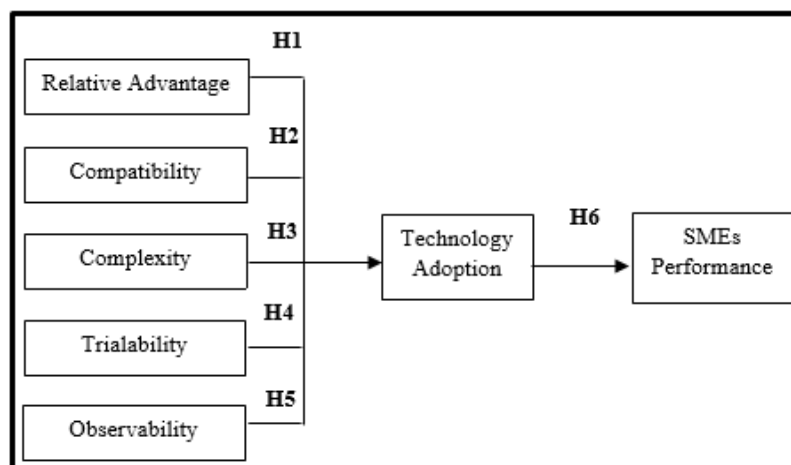 H1
Relative Advantage
H2
Compatibility
H3
Complexity
Technology
Adoption
H6
SMEs
Performance
H4
Trialability
H5
Observability